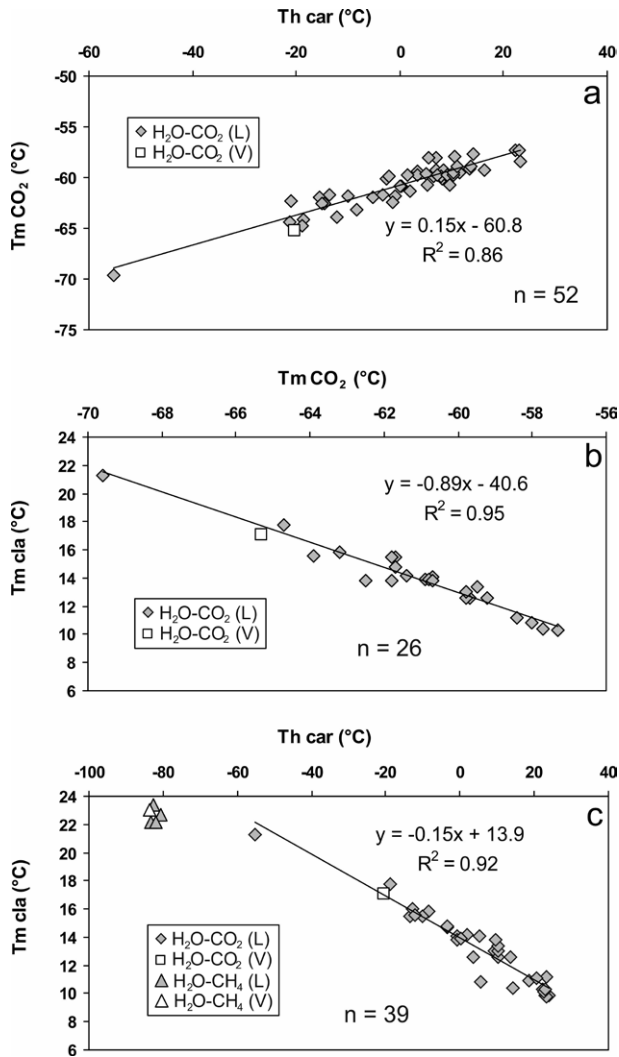 Th car (°C)
-60 -40 -20 0 20 40
-50
a
-55
H₂O-CO₂ (L)
H₂O-CO₂ (V)
-60
Tm CO₂ (°C)
-65
y = 0.15x - 60.8
R² = 0.86
-70
n = 52
-75
Tm CO₂ (°C)
-70 -68 -66 -64 -62 -60 -58 -56
24
b
22
y = -0.89x - 40.6
20
R² = 0.95
18
16
Tm cla (°C)
14
12
H₂O-CO₂ (L)
H₂O-CO₂ (V)
10
n = 26
8
6
Th car (°C)
-100 -80 -60 -40 -20 0 20 40
24
c
22
y = -0.15x + 13.9
20
R² = 0.92
18
16
Tm cla (°C)
14
12
H₂O-CO₂ (L)
H₂O-CO₂ (V)
H₂O-CH₄ (L)
H₂O-CH₄ (V)
10
n = 39
8
6